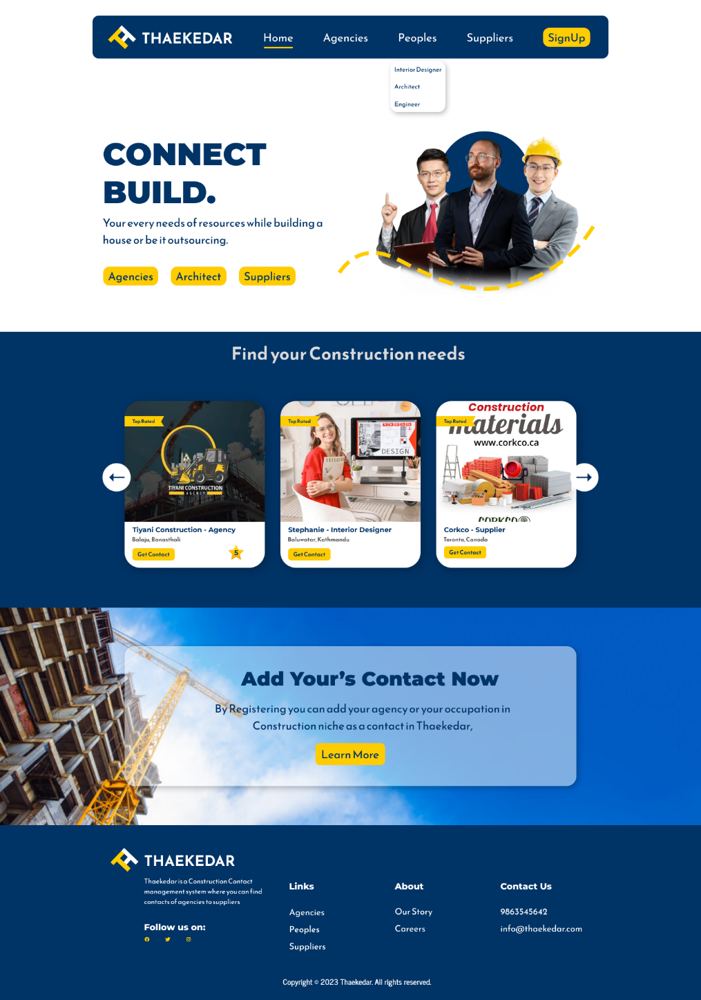 THAEKEDAR
Home
Agencies
Peoples
Suppliers
SignUp
Interior Designer
Architect
Engineer
CONNECT
BUILD.
Your every needs of resources while building a
house or be it outsourcing.
Agencies
Architect
Suppliers
Find your Construction needs
Top Rated
TIYANI CONSTRUCTION
AGENCY
Tiyani Construction - Agency
Balaju, Banasthali
Get Contact
5
Top Rated
DESIGN
Stephanie - Interior Designer
Baluwatar, Kathmandu
Get Contact
Construction
Top Rated
materials
www.corkco.ca
CORKCO®
Corkco - Supplier
Toronto, Canada
Get Contact
Add Your's Contact Now
By Registering you can add your agency or your occupation in
Construction niche as a contact in Thaekedar,
Learn More
THAEKEDAR
Thaekedar is a Construction Contact
management system where you can find
contacts of agencies to suppliers
Follow us on:
Links
Agencies
Peoples
Suppliers
About
Our Story
Careers
Contact Us
9863545642
info@thaekedar.com
Copyright © 2023 Thaekedar. All rights reserved.